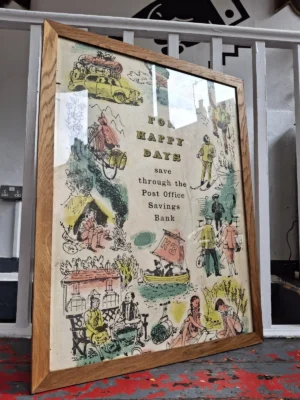 FOR
HAPPY
DAYS
save
through the
Post Office
Savings
Bank